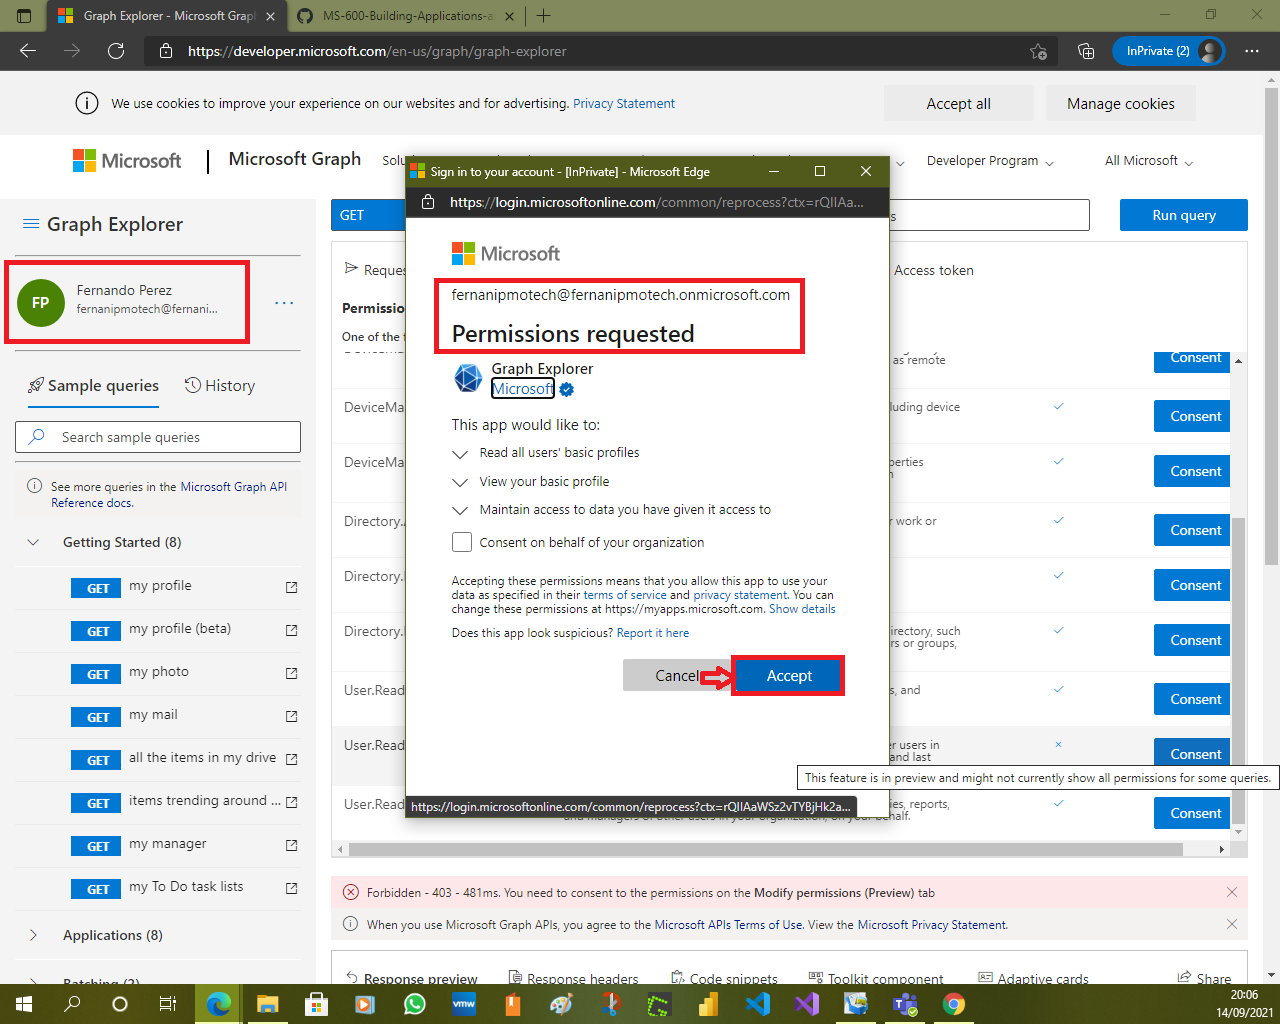 Graph Explorer - Microsoft Graph
MS-600-Building-Applications-a
https://developer.microsoft.com/en-us/graph/graph-explorer
InPrivate (2)
We use cookies to improve your experience on our websites and for advertising. Privacy Statement
Accept all
Manage cookies
Microsoft
Microsoft Graph
Developer Program
All Microsoft
Sign in to your account - [InPrivate] - Microsoft Edge
https://login.microsoftonline.com/common/reprocess?ctx=rQIIAa...
Graph Explorer
GET
Run query
FP
Fernando Perez
fernanipmotech@fernani...
Sample queries
History
Search sample queries
See more queries in the Microsoft Graph API
Reference docs.
Getting Started (8)
GET my profile
GET my profile (beta)
GET my photo
GET my mail
GET all the items in my drive
GET items trending around ...
GET my manager
GET my To Do task lists
Applications (8)
Microsoft
fernanipmotech@fernanipmotech.onmicrosoft.com
Permissions requested
Graph Explorer
Microsoft
This app would like to:
Read all users' basic profiles
View your basic profile
Maintain access to data you have given it access to
Consent on behalf of your organization
Accepting these permissions means that you allow this app to use your
data as specified in their terms of service and privacy statement. You can
change these permissions at https://myapps.microsoft.com. Show details
Does this app look suspicious? Report it here
Cancel
Accept
https://login.microsoftonline.com/common/reprocess?ctx=rQIIAaWSz2vTYBjHk2a...
Access token
One of the
as remote
Consent
DeviceMa
luding device
Consent
DeviceMa
perties
Consent
Directory.
r work or
Consent
Directory.
Consent
Directory.
irectory, such
rs or groups,
Consent
User.Read
s, and
Consent
User.Read
er users in
and last
Consent
This feature is in preview and might not currently show all permissions for some queries.
User.Read
ies, reports,
and managers of other users in your organization, on your behalf.
Consent
Forbidden - 403 - 481ms. You need to consent to the permissions on the Modify permissions (Preview) tab
When you use Microsoft Graph APIs, you agree to the Microsoft APIs Terms of Use. View the Microsoft Privacy Statement.
Response preview
Response headers
Code snippets
Toolkit component
Adaptive cards
Share
vmw
20:06
14/09/2021